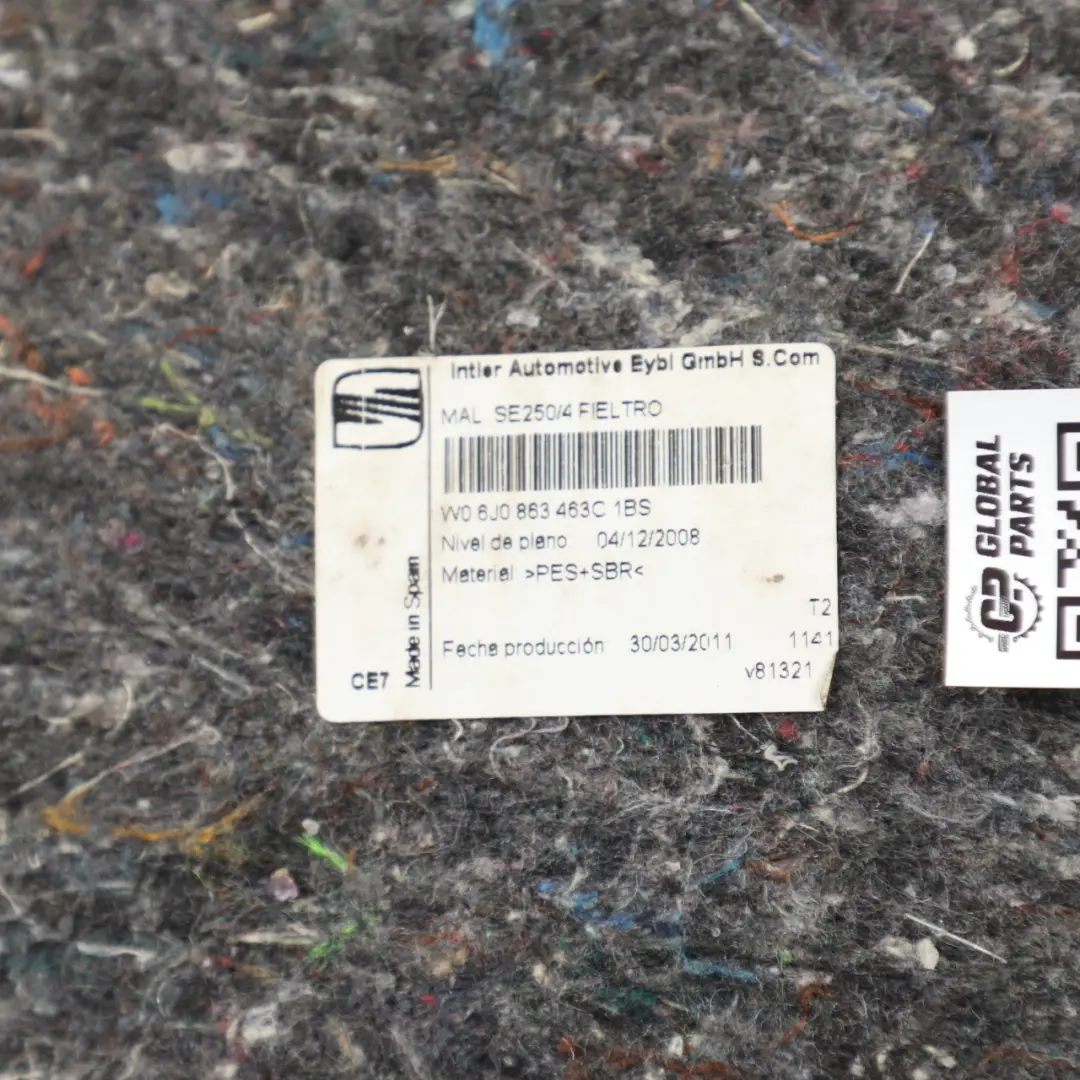 Intier Automotive Eybl GmbH S.Com
MAL SE250/4 FIELTRO
W0 6J0 863 463C 1BS
Nivel de plano 04/12/2008
Material >PES+SBR<
T2
Fecha producción 30/03/2011 1141
v81321
CE7
Made in Spain
GLOBAL
PARTS